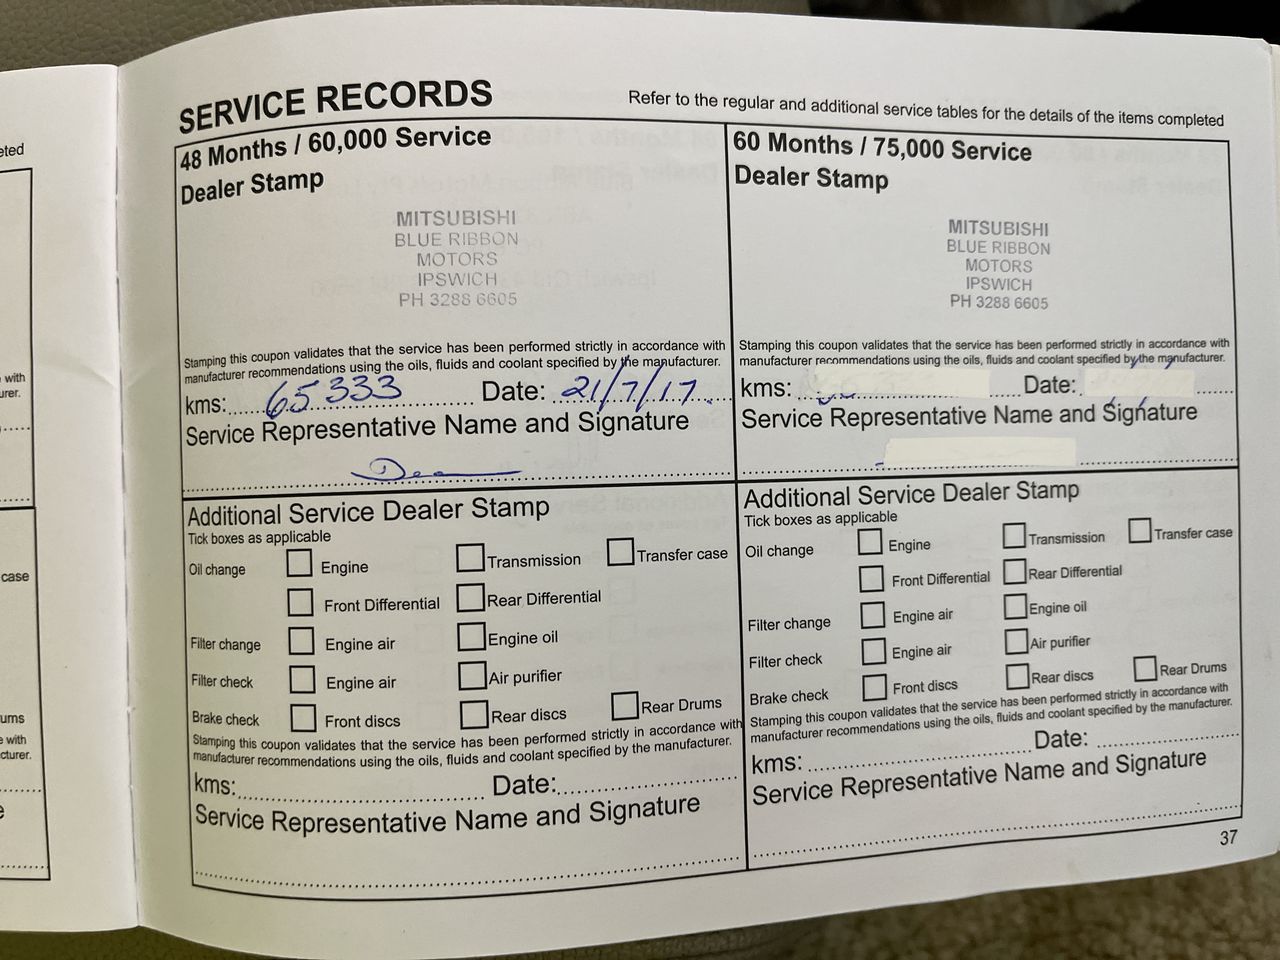 SERVICE RECORDS
Refer to the regular and additional service tables for the details of the items completed
48 Months / 60,000 Service
Dealer Stamp
MITSUBISHI
BLUE RIBBON
MOTORS
IPSWICH
PH 3288 6605
Stamping this coupon validates that the service has been performed strictly in accordance with
manufacturer recommendations using the oils, fluids and coolant specified by the manufacturer.
kms: 65333 Date: 21/7/17
Service Representative Name and Signature
Additional Service Dealer Stamp
Tick boxes as applicable
Oil change Engine Transmission Transfer case
Front Differential Rear Differential
Filter change Engine air Engine oil
Filter check Engine air Air purifier
Brake check Front discs Rear discs Rear Drums
Stamping this coupon validates that the service has been performed strictly in accordance with
manufacturer recommendations using the oils, fluids and coolant specified by the manufacturer.
kms: Date:
Service Representative Name and Signature
60 Months / 75,000 Service
Dealer Stamp
MITSUBISHI
BLUE RIBBON
MOTORS
IPSWICH
PH 3288 6605
Stamping this coupon validates that the service has been performed strictly in accordance with
manufacturer recommendations using the oils, fluids and coolant specified by the manufacturer.
kms: Date:
Service Representative Name and Signature
Additional Service Dealer Stamp
Tick boxes as applicable
Oil change Engine Transmission Transfer case
Front Differential Rear Differential
Filter change Engine air Engine oil
Filter check Engine air Air purifier
Brake check Front discs Rear discs Rear Drums
Stamping this coupon validates that the service has been performed strictly in accordance with
manufacturer recommendations using the oils, fluids and coolant specified by the manufacturer.
kms: Date:
Service Representative Name and Signature
37